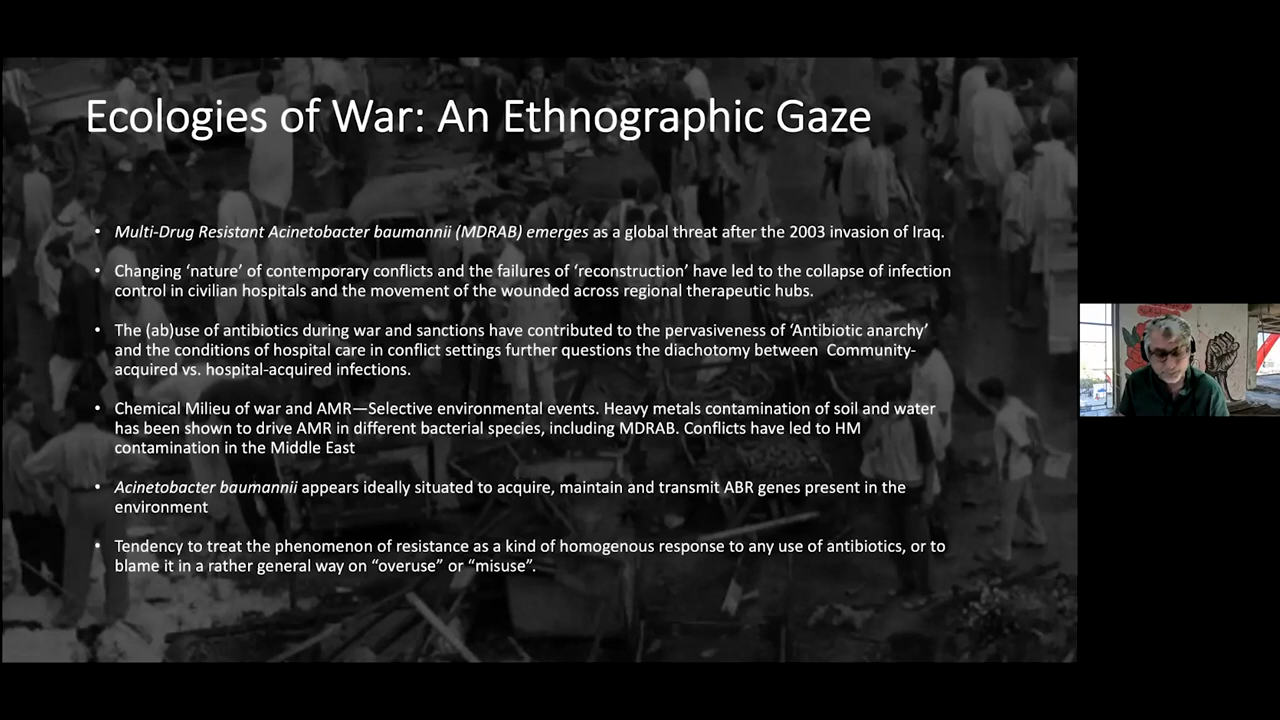 Ecologies of War: An Ethnographic Gaze
• Multi-Drug Resistant Acinetobacter baumannii (MDRAB) emerges as a global threat after the 2003 invasion of Iraq.
• Changing ‘nature’ of contemporary conflicts and the failures of ‘reconstruction’ have led to the collapse of infection
control in civilian hospitals and the movement of the wounded across regional therapeutic hubs.
• The (ab)use of antibiotics during war and sanctions have contributed to the pervasiveness of ‘Antibiotic anarchy’
and the conditions of hospital care in conflict settings further questions the diachotomy between Community-
acquired vs. hospital-acquired infections.
• Chemical Milieu of war and AMR—Selective environmental events. Heavy metals contamination of soil and water
has been shown to drive AMR in different bacterial species, including MDRAB. Conflicts have led to HM
contamination in the Middle East
• Acinetobacter baumannii appears ideally situated to acquire, maintain and transmit ABR genes present in the
environment
• Tendency to treat the phenomenon of resistance as a kind of homogenous response to any use of antibiotics, or to
blame it in a rather general way on “overuse” or “misuse”.